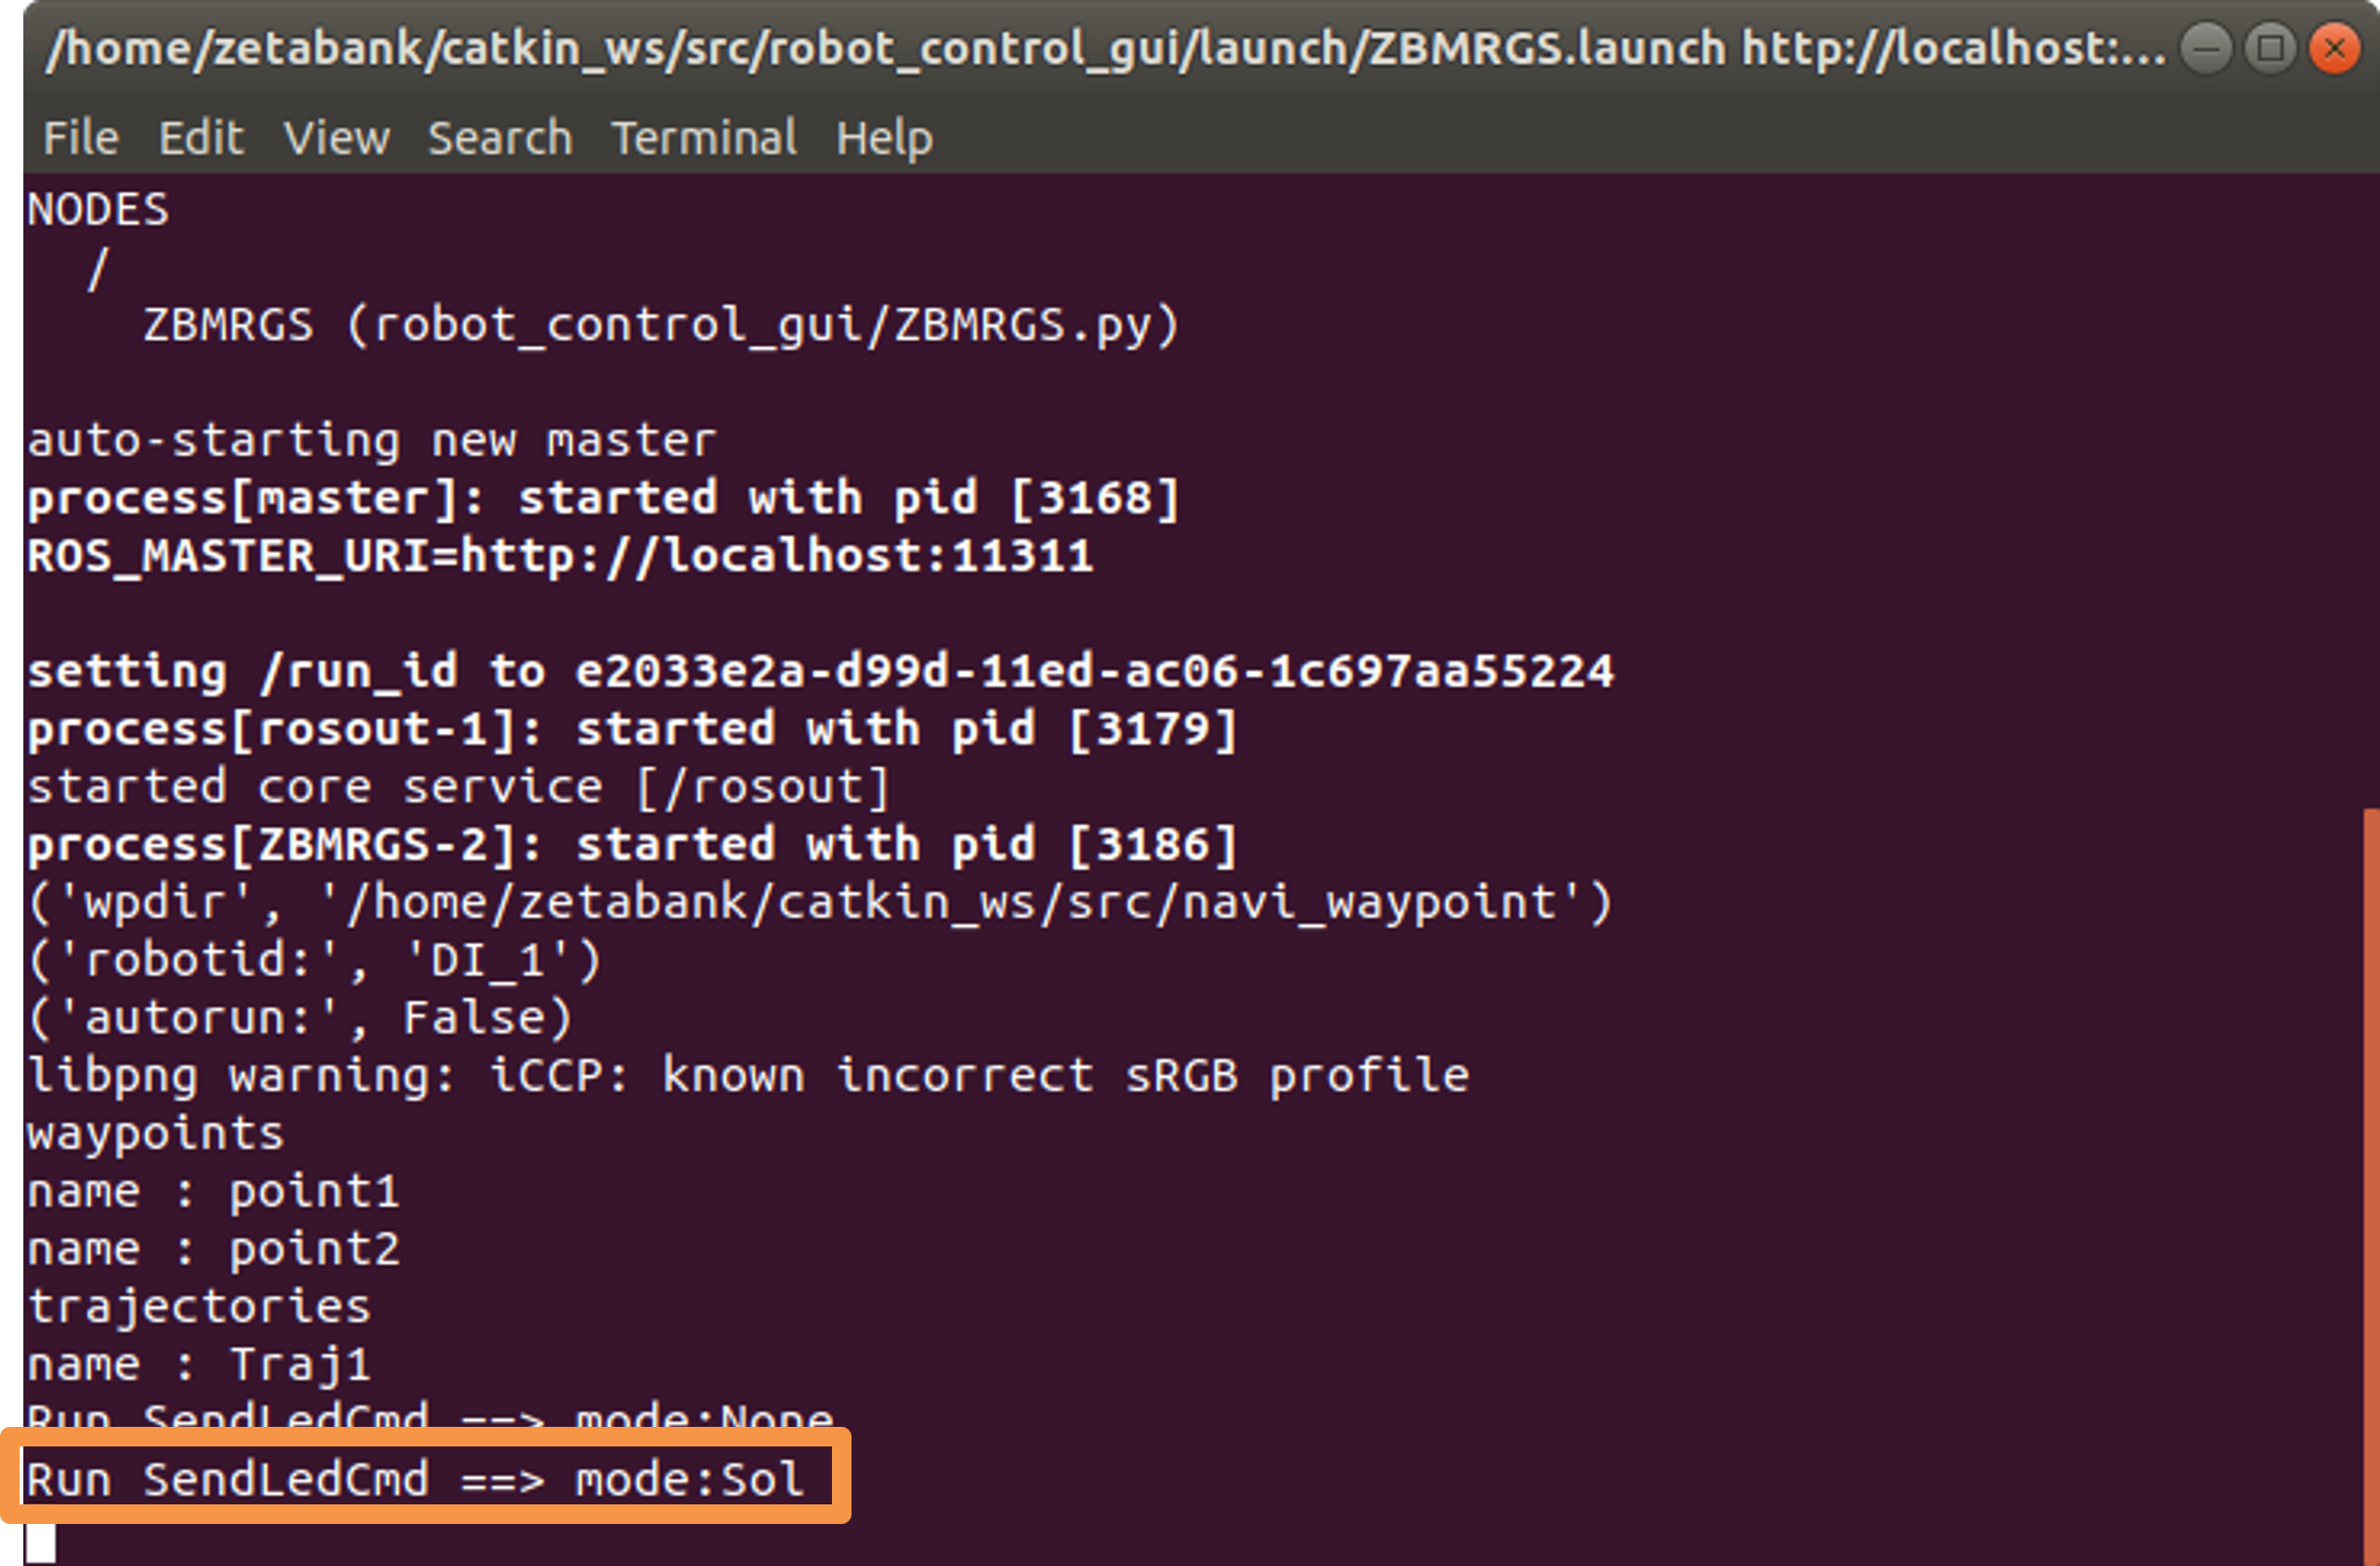 /home/zetabank/catkin_ws/src/robot_control_gui/launch/ZBMRGS.launch http://localhost:...
File Edit View Search Terminal Help
NODES
/
ZBMRGS (robot_control_gui/ZBMRGS.py)
auto-starting new master
process[master]: started with pid [3168]
ROS_MASTER_URI=http://localhost:11311
setting /run_id to e2033e2a-d99d-11ed-ac06-1c697aa55224
process[rosout-1]: started with pid [3179]
started core service [/rosout]
process[ZBMRGS-2]: started with pid [3186]
('wpdir', '/home/zetabank/catkin_ws/src/navi_waypoint')
('robotid:', 'DI_1')
('autorun:', False)
libpng warning: iCCP: known incorrect sRGB profile
waypoints
name : point1
name : point2
trajectories
name : Traj1
Run SendLedCmd ==> mode:None
Run SendLedCmd ==> mode:Sol